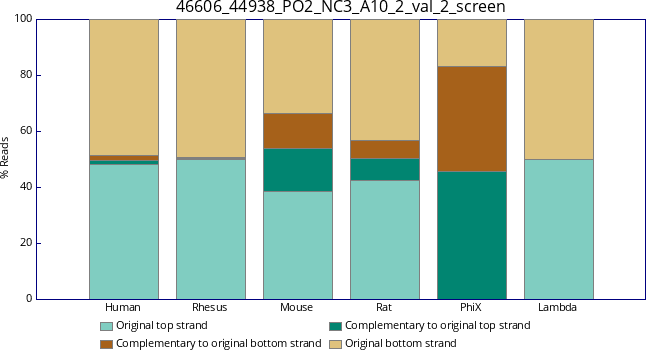 46606_44938_PO2_NC3_A10_2_val_2_screen
100
80
60
40
20
0
% Reads
Human Rhesus Mouse Rat PhiX Lambda
Original top strand Complementary to original top strand
Complementary to original bottom strand Original bottom strand